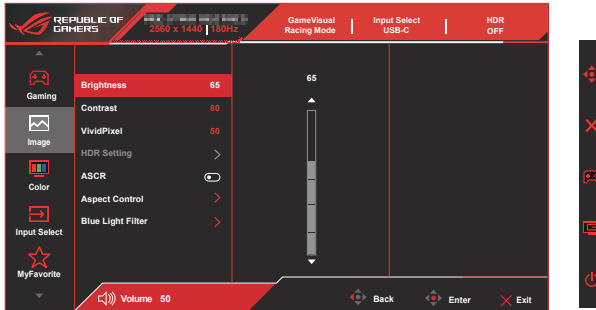 REPUBLIC OF
GAMERS
2560 x 1440 | 180Hz
GameVisual
Racing Mode
Input Select
USB-C
HDR
OFF
Gaming
Image
Color
Input Select
MyFavorite
Brightness 65
Contrast 80
VividPixel 50
HDR Setting
ASCR
Aspect Control
Blue Light Filter
65
Volume 50
Back
Enter
Exit